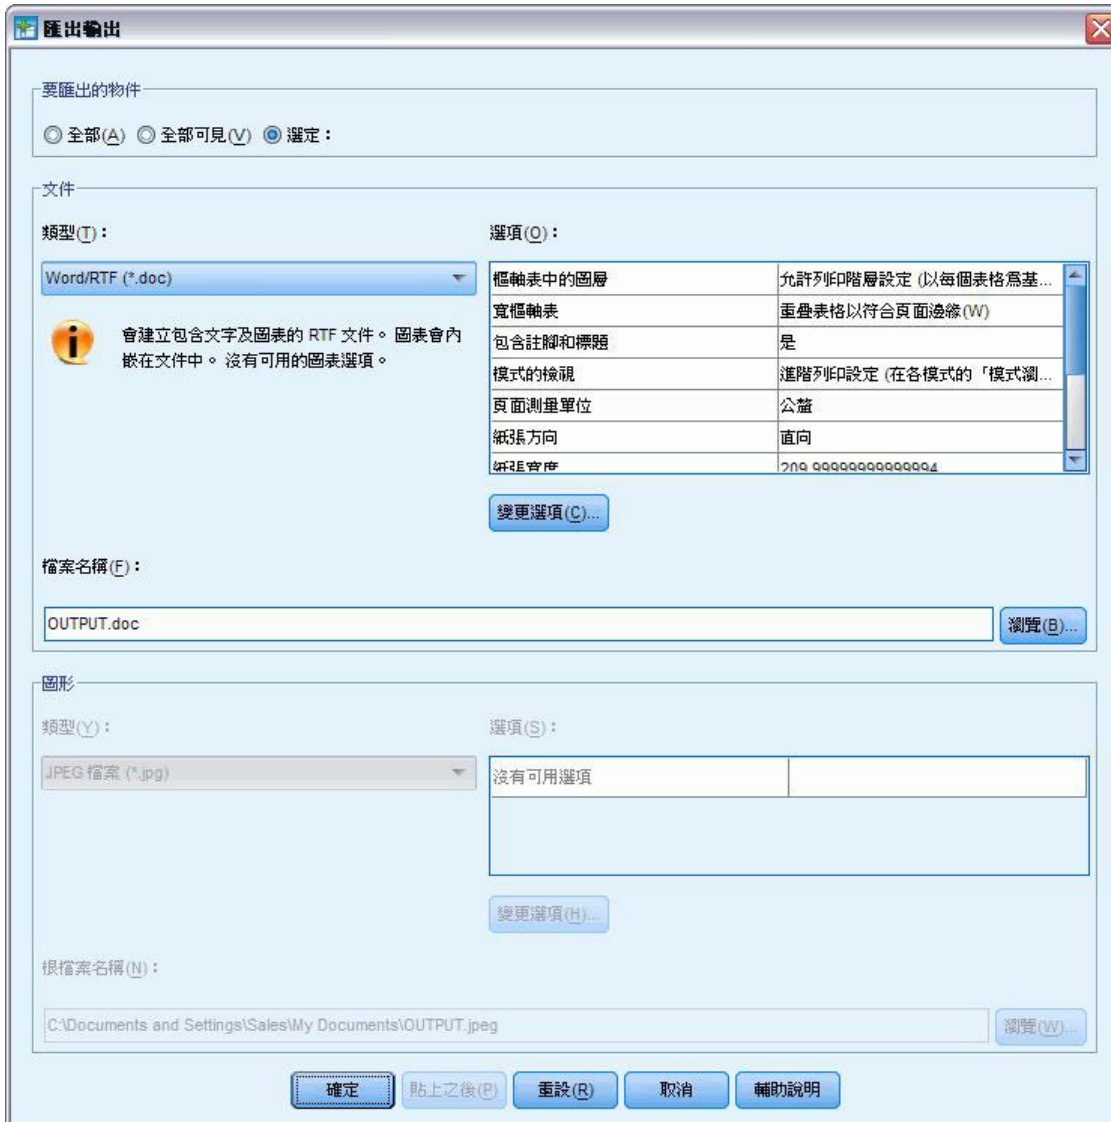 匯出輸出
要匯出的物件
全部(A) 全部可見(V) 選定：
文件
類型(T)：
選項(O)：
Word/RTF (*.doc)
會建立包含文字及圖表的 RTF 文件。圖表會內
嵌在文件中。沒有可用的圖表選項。
樞軸表中的圖層 允許列印階層設定 (以每個表格為基...
寬樞軸表 重疊表格以符合頁面邊緣(W)
包含註腳和標題 是
模式的檢視 進階列印設定 (在各模式的「模式瀏...
頁面測量單位 公釐
紙張方向 直向
紙張寬度 209.99999999999994
變更選項(C)...
檔案名稱(F)：
OUTPUT.doc
瀏覽(B)...
圖形
類型(Y)：
選項(S)：
JPEG 檔案 (*.jpg)
沒有可用選項
變更選項(H)...
根檔案名稱(N)：
C:\Documents and Settings\Sales\My Documents\OUTPUT.jpeg
瀏覽(W)...
確定 貼上之後(P) 重設(R) 取消 輔助說明